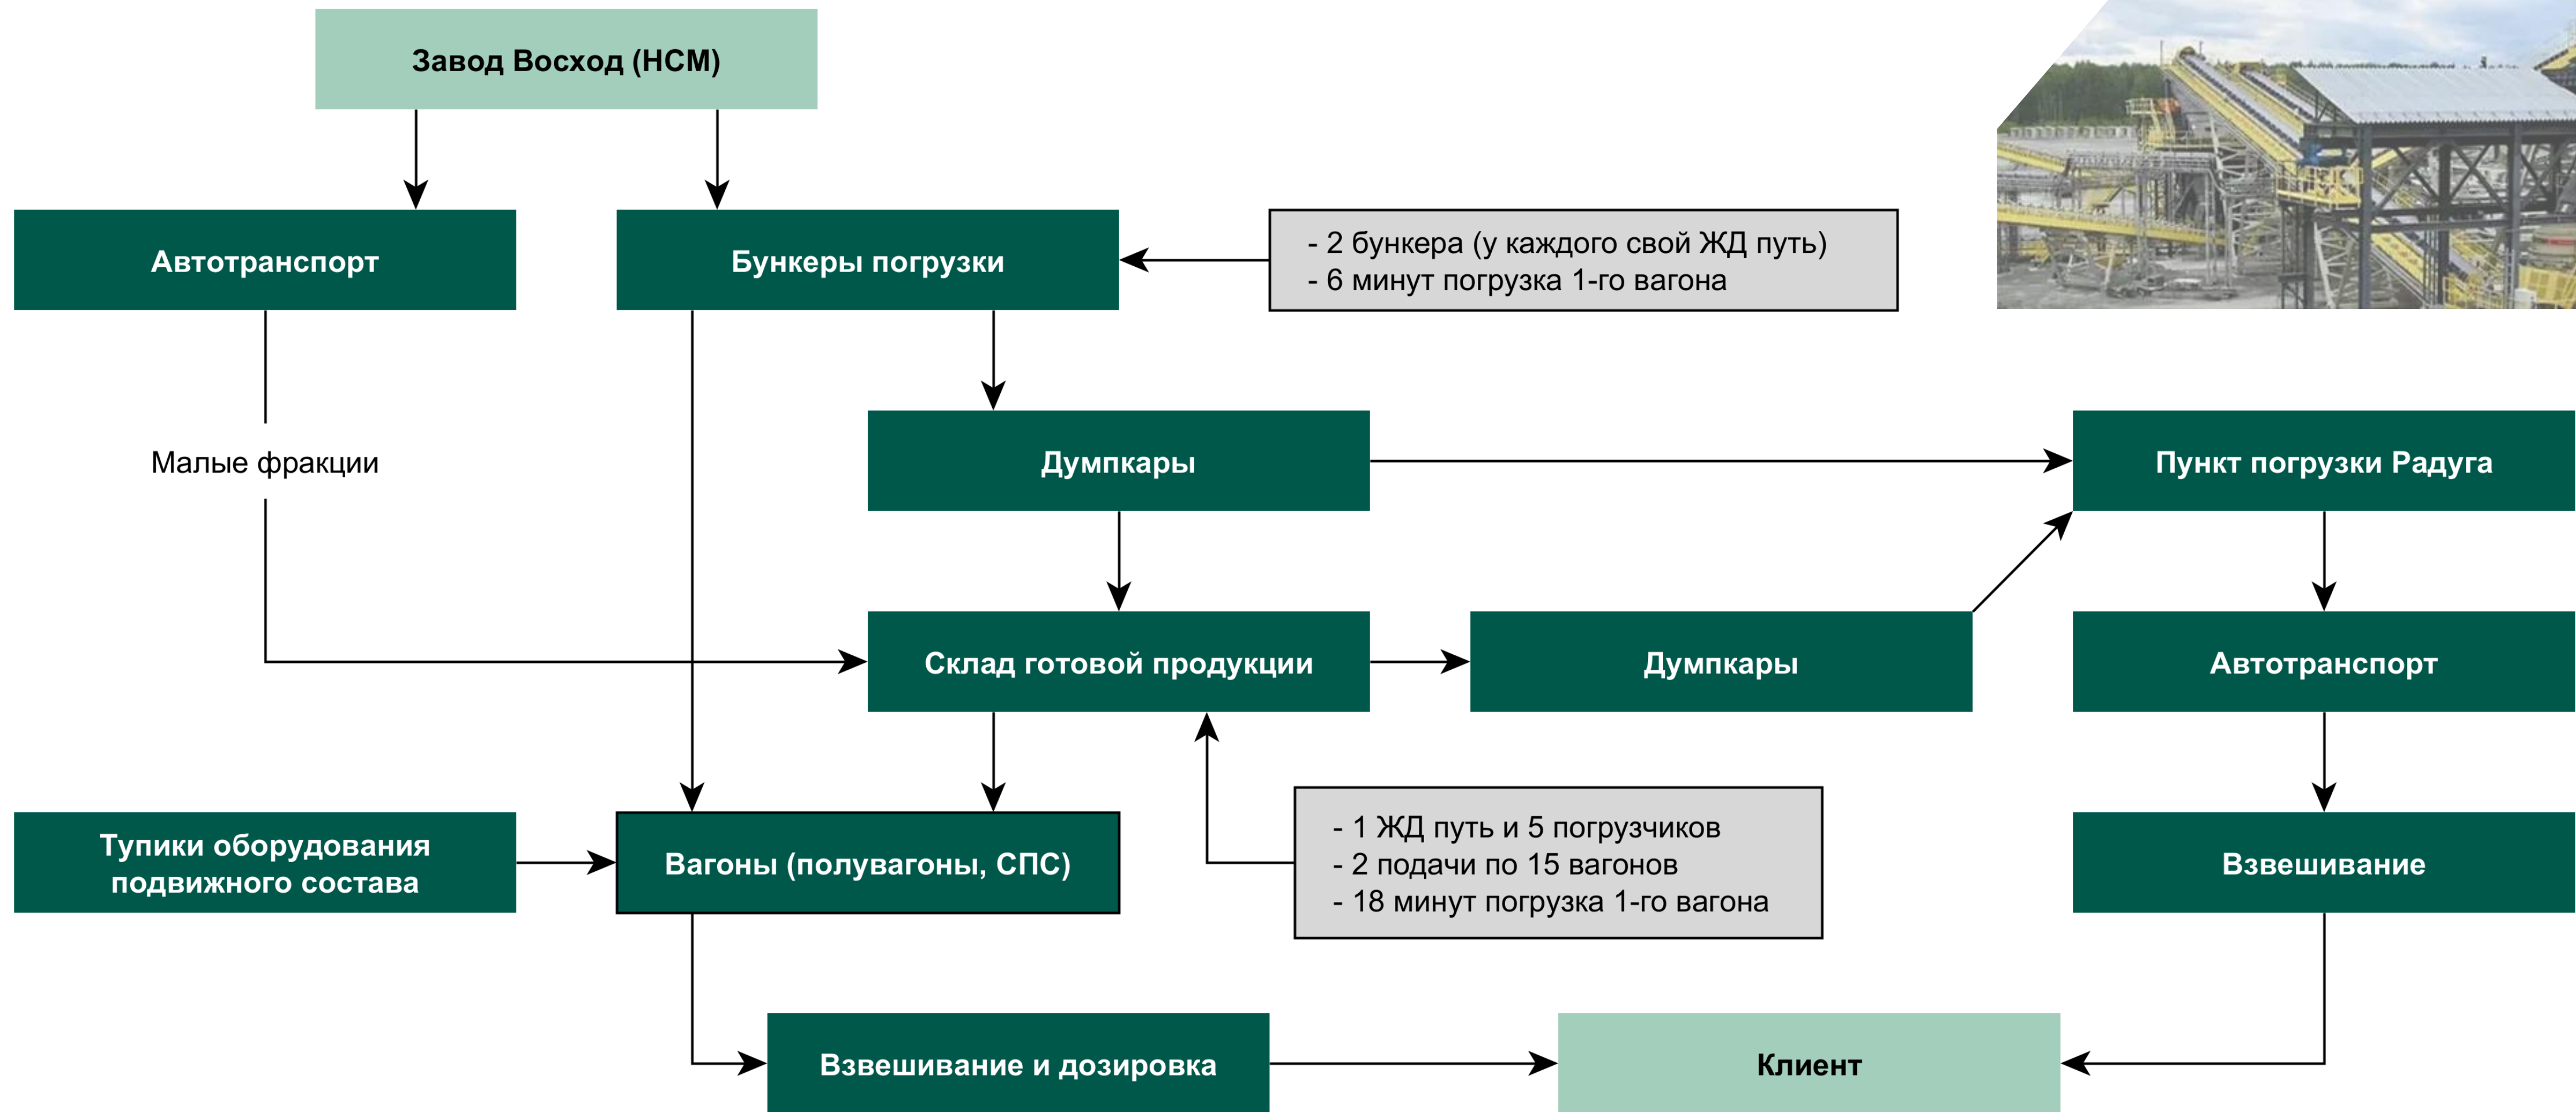 Завод Восход (НСМ)
Автотранспорт
Бункеры погрузки
- 2 бункера (у каждого свой ЖД путь)
- 6 минут погрузка 1-го вагона
Малые фракции
Думпкары
Пункт погрузки Радуга
Склад готовой продукции
Думпкары
Автотранспорт
Тупики оборудования
подвижного состава
Вагоны (полувагоны, СПС)
- 1 ЖД путь и 5 погрузчиков
- 2 подачи по 15 вагонов
- 18 минут погрузка 1-го вагона
Взвешивание
Взвешивание и дозировка
Клиент